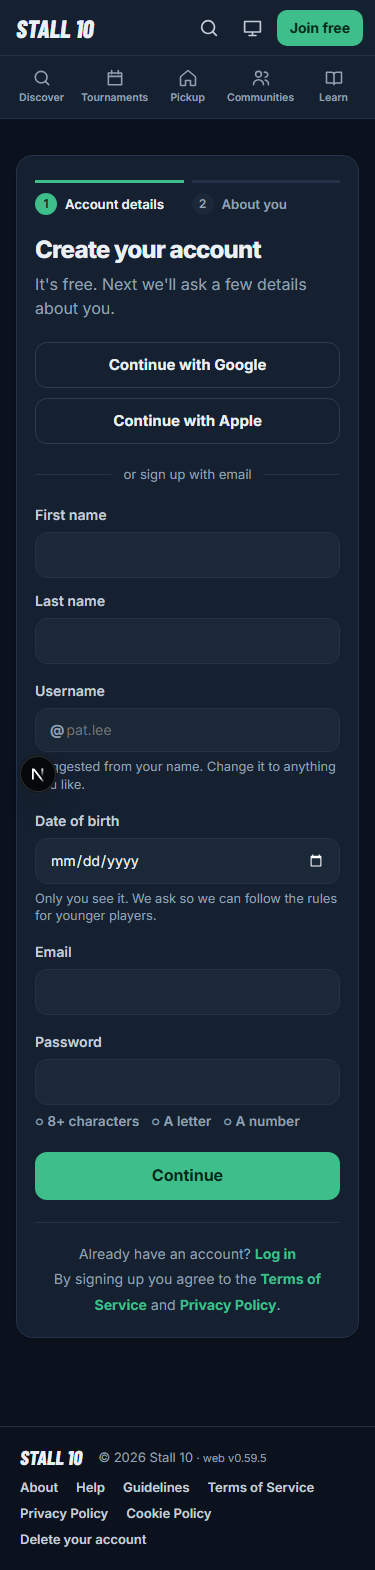 STALL 10
Join free
Discover Tournaments Pickup Communities Learn
1 Account details 2 About you
Create your account
It's free. Next we'll ask a few details
about you.
Continue with Google
Continue with Apple
or sign up with email
First name
Last name
Username
@pat.lee
from your name. Change it to anything
like.
Date of birth
mm/dd/yyyy
Only you see it. We ask so we can follow the rules
for younger players.
Email
Password
8+ characters A letter A number
Continue
Already have an account? Log in
By signing up you agree to the Terms of
Service and Privacy Policy.
STALL 10 © 2026 Stall 10 · web v0.59.5
About Help Guidelines Terms of Service
Privacy Policy Cookie Policy
Delete your account